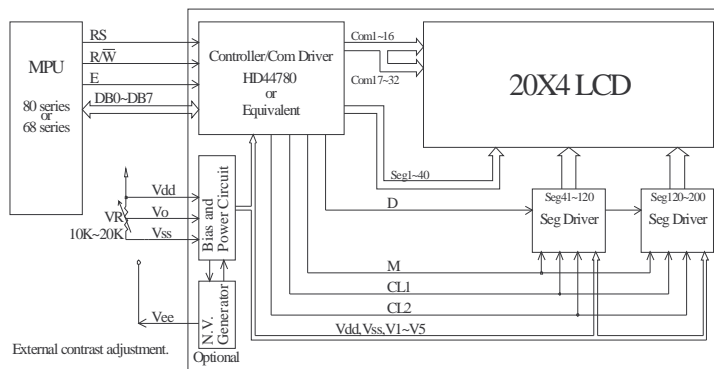 MPU
80 series
or
68 series
RS
R/W̅
E
DB0~DB7
Controller/Com Driver
HD44780
or
Equivalent
Com1~16
Com17~32
20X4 LCD
Seg1~40
Vdd
Vo
Vss
VR
10K~20K
Bias and
Power Circuit
D
Seg41~120
Seg Driver
Seg120~200
Seg Driver
M
CL1
CL2
Vdd,Vss,V1~V5
Vee
N.V.
Generator
Optional
External contrast adjustment.